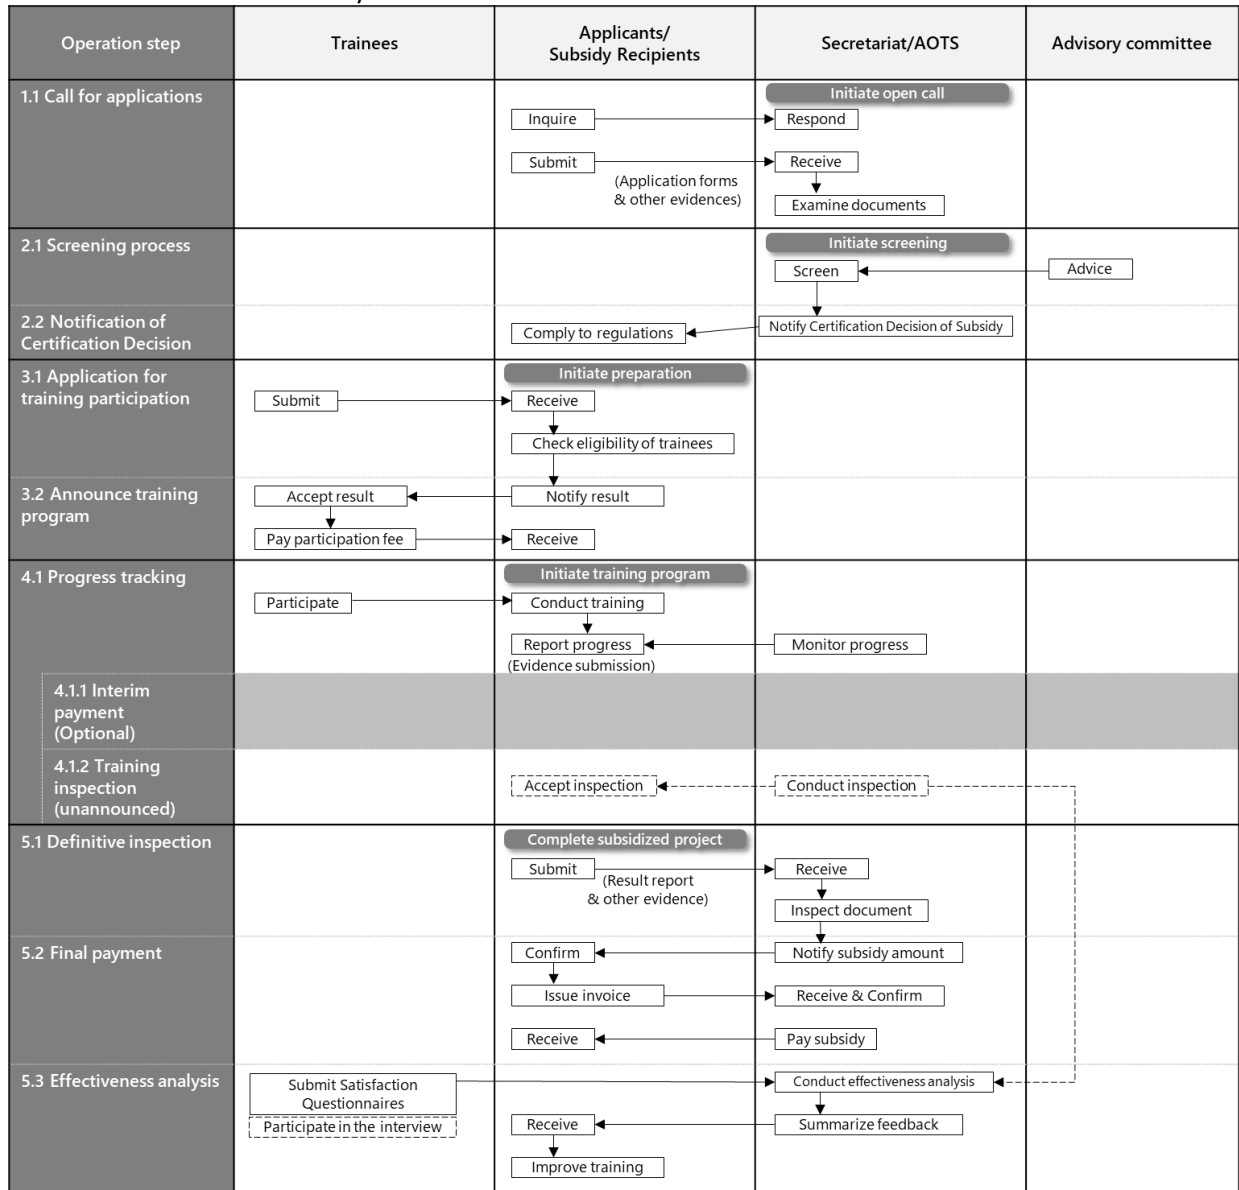 Operation step
Trainees
Applicants/
Subsidy Recipients
Secretariat/AOTS
Advisory committee
1.1 Call for applications
Initiate open call
Inquire
Respond
Submit
Receive
(Application forms
& other evidences)
Examine documents
2.1 Screening process
Initiate screening
Screen
Advice
2.2 Notification of
Certification Decision
Comply to regulations
Notify Certification Decision of Subsidy
3.1 Application for
training participation
Initiate preparation
Submit
Receive
Check eligibility of trainees
3.2 Announce training
program
Accept result
Notify result
Pay participation fee
Receive
4.1 Progress tracking
Initiate training program
Participate
Conduct training
Report progress
(Evidence submission)
Monitor progress
4.1.1 Interim
payment
(Optional)
4.1.2 Training
inspection
(unannounced)
Accept inspection
Conduct inspection
5.1 Definitive inspection
Complete subsidized project
Submit
(Result report
& other evidence)
Receive
Inspect document
5.2 Final payment
Confirm
Notify subsidy amount
Issue invoice
Receive & Confirm
Receive
Pay subsidy
5.3 Effectiveness analysis
Submit Satisfaction
Questionnaires
Conduct effectiveness analysis
Participate in the interview
Receive
Summarize feedback
Improve training